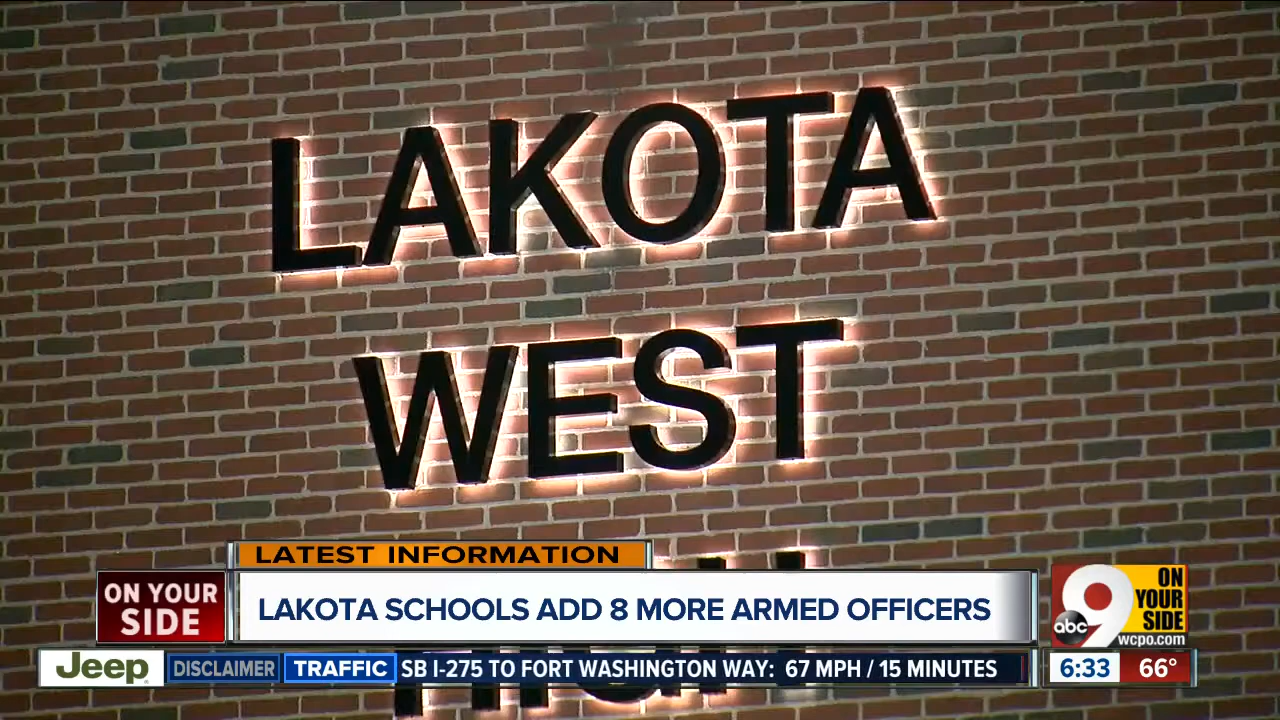 LAKOTA
WEST
LATEST INFORMATION
ON YOUR
SIDE
LAKOTA SCHOOLS ADD 8 MORE ARMED OFFICERS
9
abc
ON
YOUR
SIDE
wcpo.com
Jeep
DISCLAIMER
TRAFFIC
SB I-275 TO FORT WASHINGTON WAY: 67 MPH / 15 MINUTES
6:33
66°